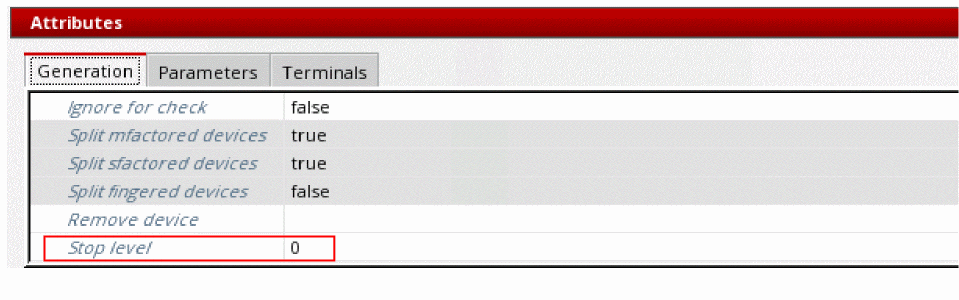 Attributes
Generation Parameters Terminals
Ignore for check false
Split mfactored devices true
Split sfactored devices true
Split fingered devices false
Remove device
Stop level 0